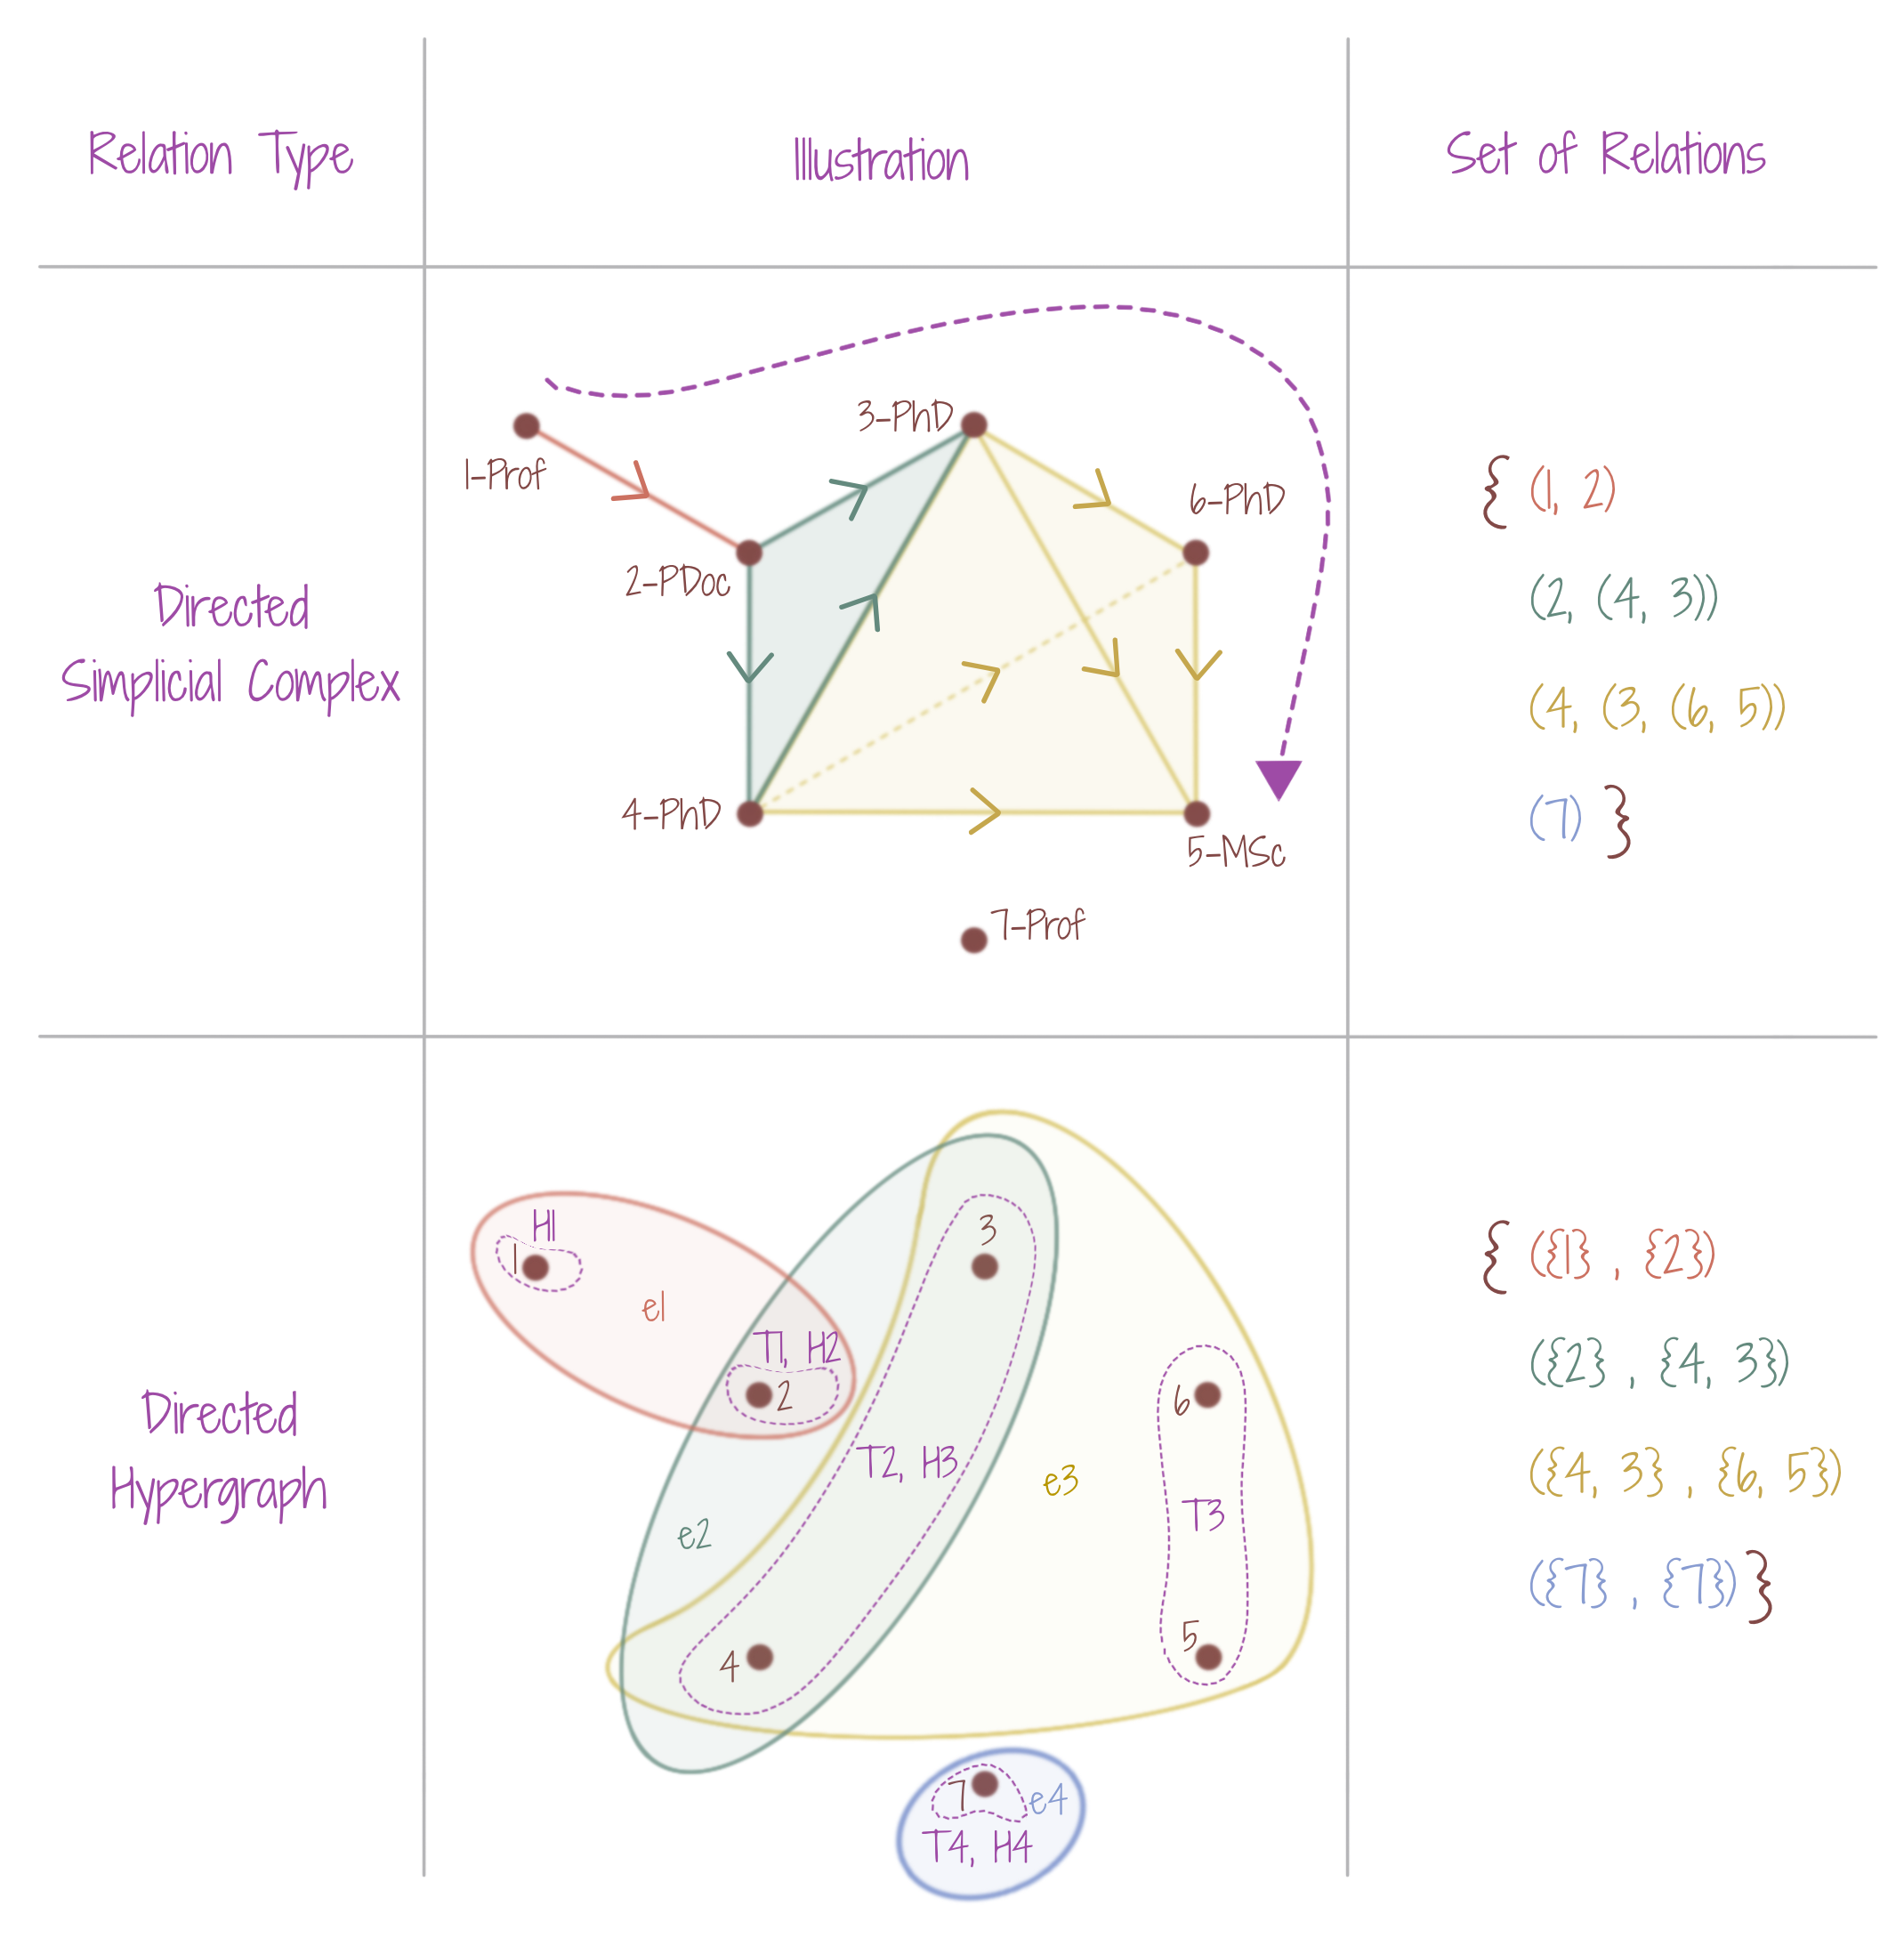 Relation Type
Illustration
Set of Relations
Directed
Simplicial Complex
1-Prof
2-PDoc
3-PhD
6-PhD
4-PhD
5-MSc
7-Prof
{ (1, 2)
(2, (4, 3))
(4, (3, (6, 5))
(7) }
Directed
Hypergraph
H1
1
e1
T1, H2
2
3
T2, H3
e2
e3
4
6
T3
5
7
e4
T4, H4
{ ({1} , {2})
({2} , {4, 3})
({4, 3} , {6, 5})
({7} , {7}) }